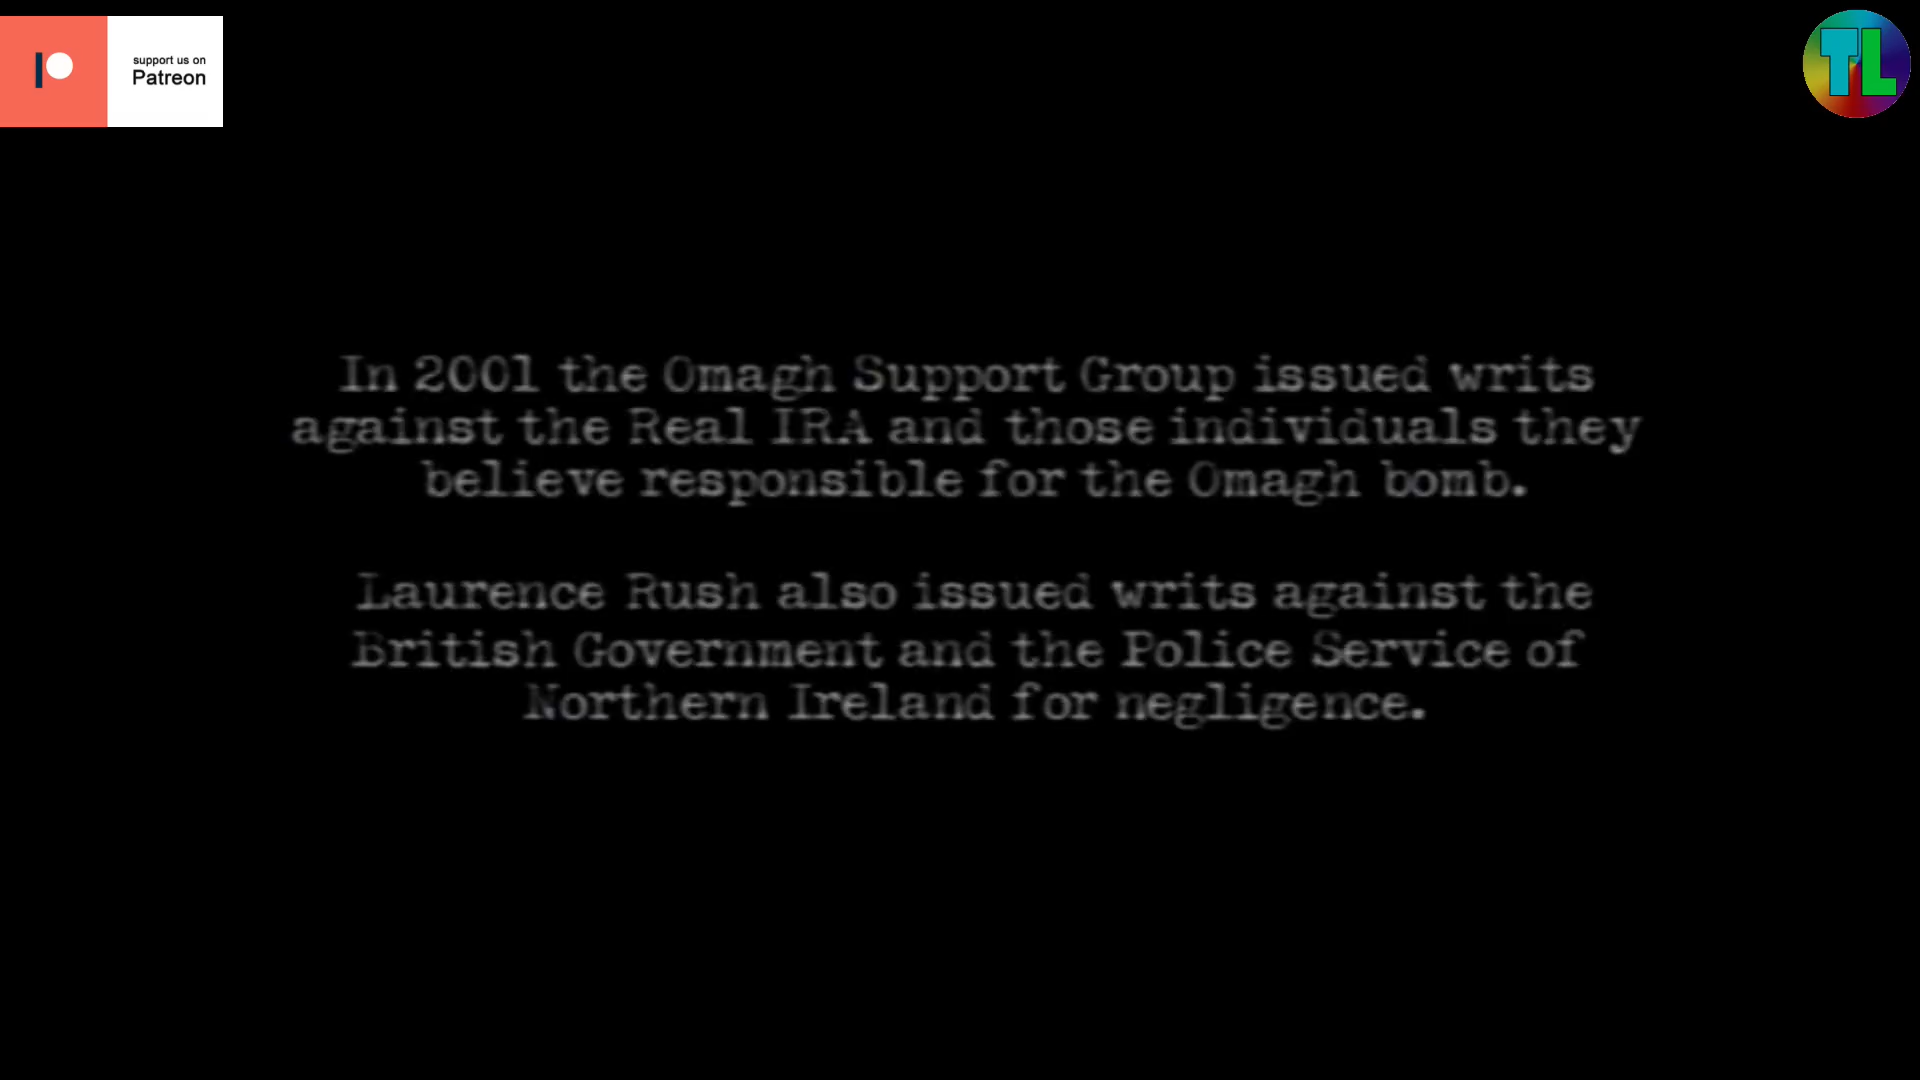 support us on
Patreon
TL
In 2001 the Omagh Support Group issued writs
against the Real IRA and those individuals they
believe responsible for the Omagh bomb.
Laurence Rush also issued writs against the
British Government and the Police Service of
Northern Ireland for negligence.